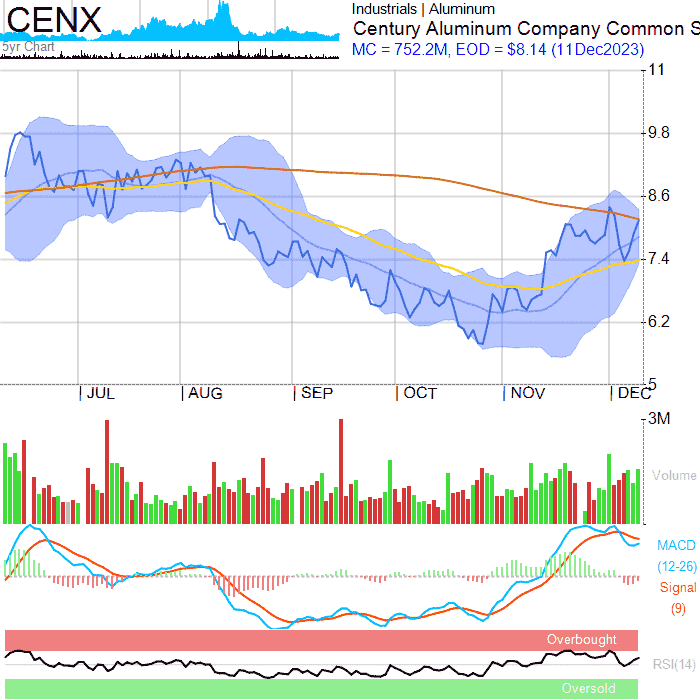 CENX
5yr Chart
Industrials | Aluminum
Century Aluminum Company Common S
MC = 752.2M, EOD = $8.14 (11Dec2023)
11
9.8
8.6
7.4
6.2
5
|JUL |AUG |SEP |OCT |NOV |DEC
3M
Volume
MACD
(12-26)
Signal
(9)
Overbought
RSI(14)
Oversold